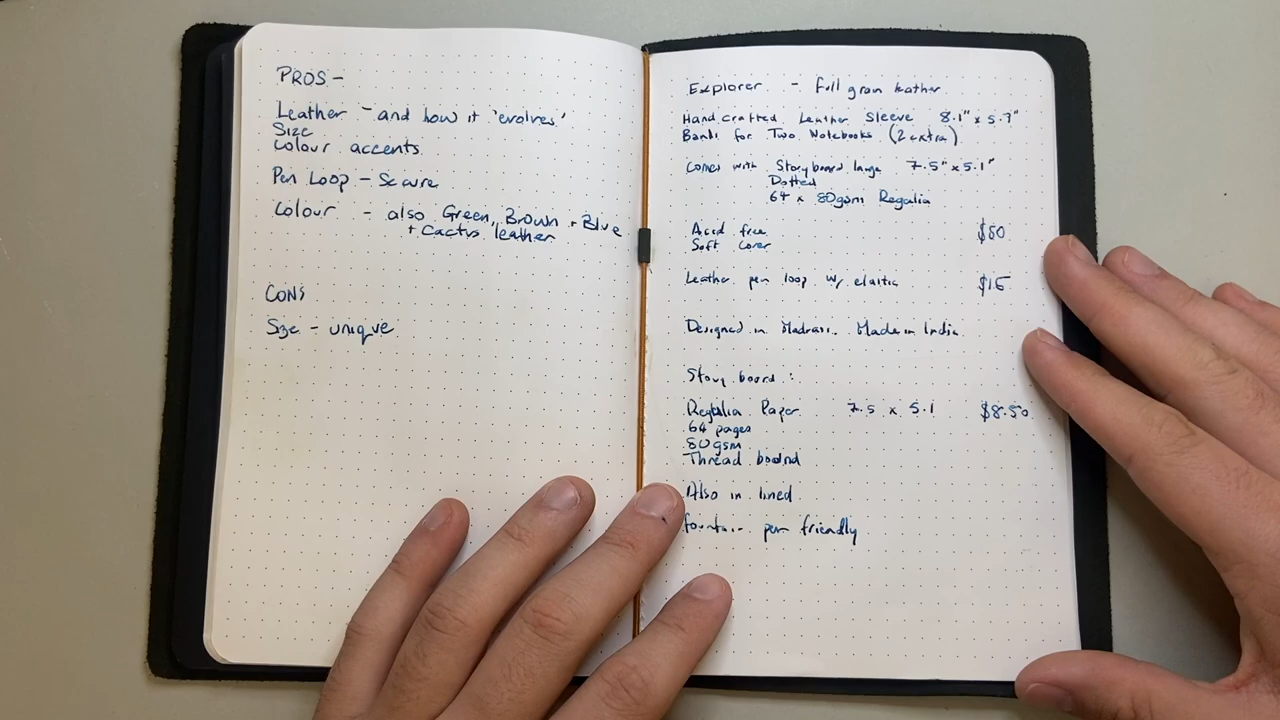 PROS -
Leather - and how it 'evolves'
Size
Colour accents
Pen Loop - Secure
Colour - also Green, Brown + Blue
+ Cactus leather
CONS
Size - unique
Explorer - Full grain leather
Handcrafted Leather Sleeve 8.1" x 5.7"
Bands for Two Notebooks (2 extra)
Comes with Storyboard Image 7.5" x 5.1"
Dotted
64 x 80gsm Regalia
Acid free $80
Soft Cover
Leather pen loop w/ elastic $15
Designed in Madrass. Made in India.
Story board :
Regalia Paper 7.5 x 5.1 $8.50
64 pages
80gsm
Thread boudnd
Also in lined
fountain pen friendly